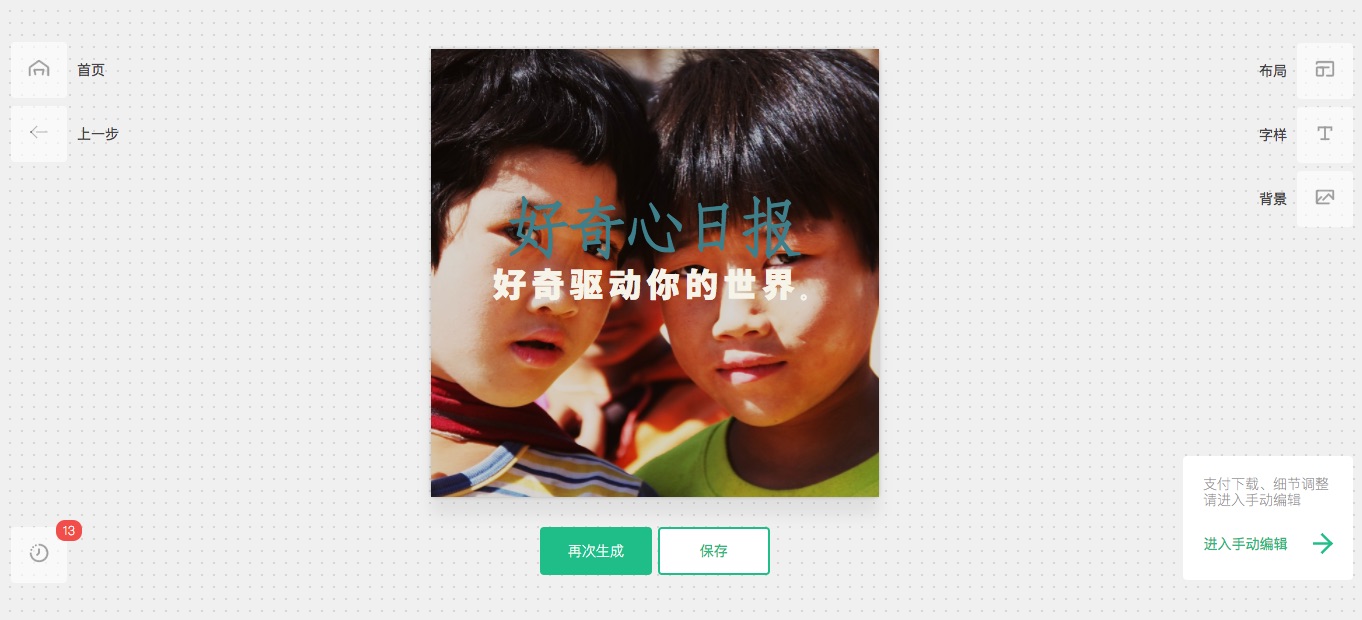 首页
上一步
好奇心日报
好奇驱动你的世界。
布局
字样
背景
13
再次生成
保存
支付下载、细节调整
请进入手动编辑
进入手动编辑